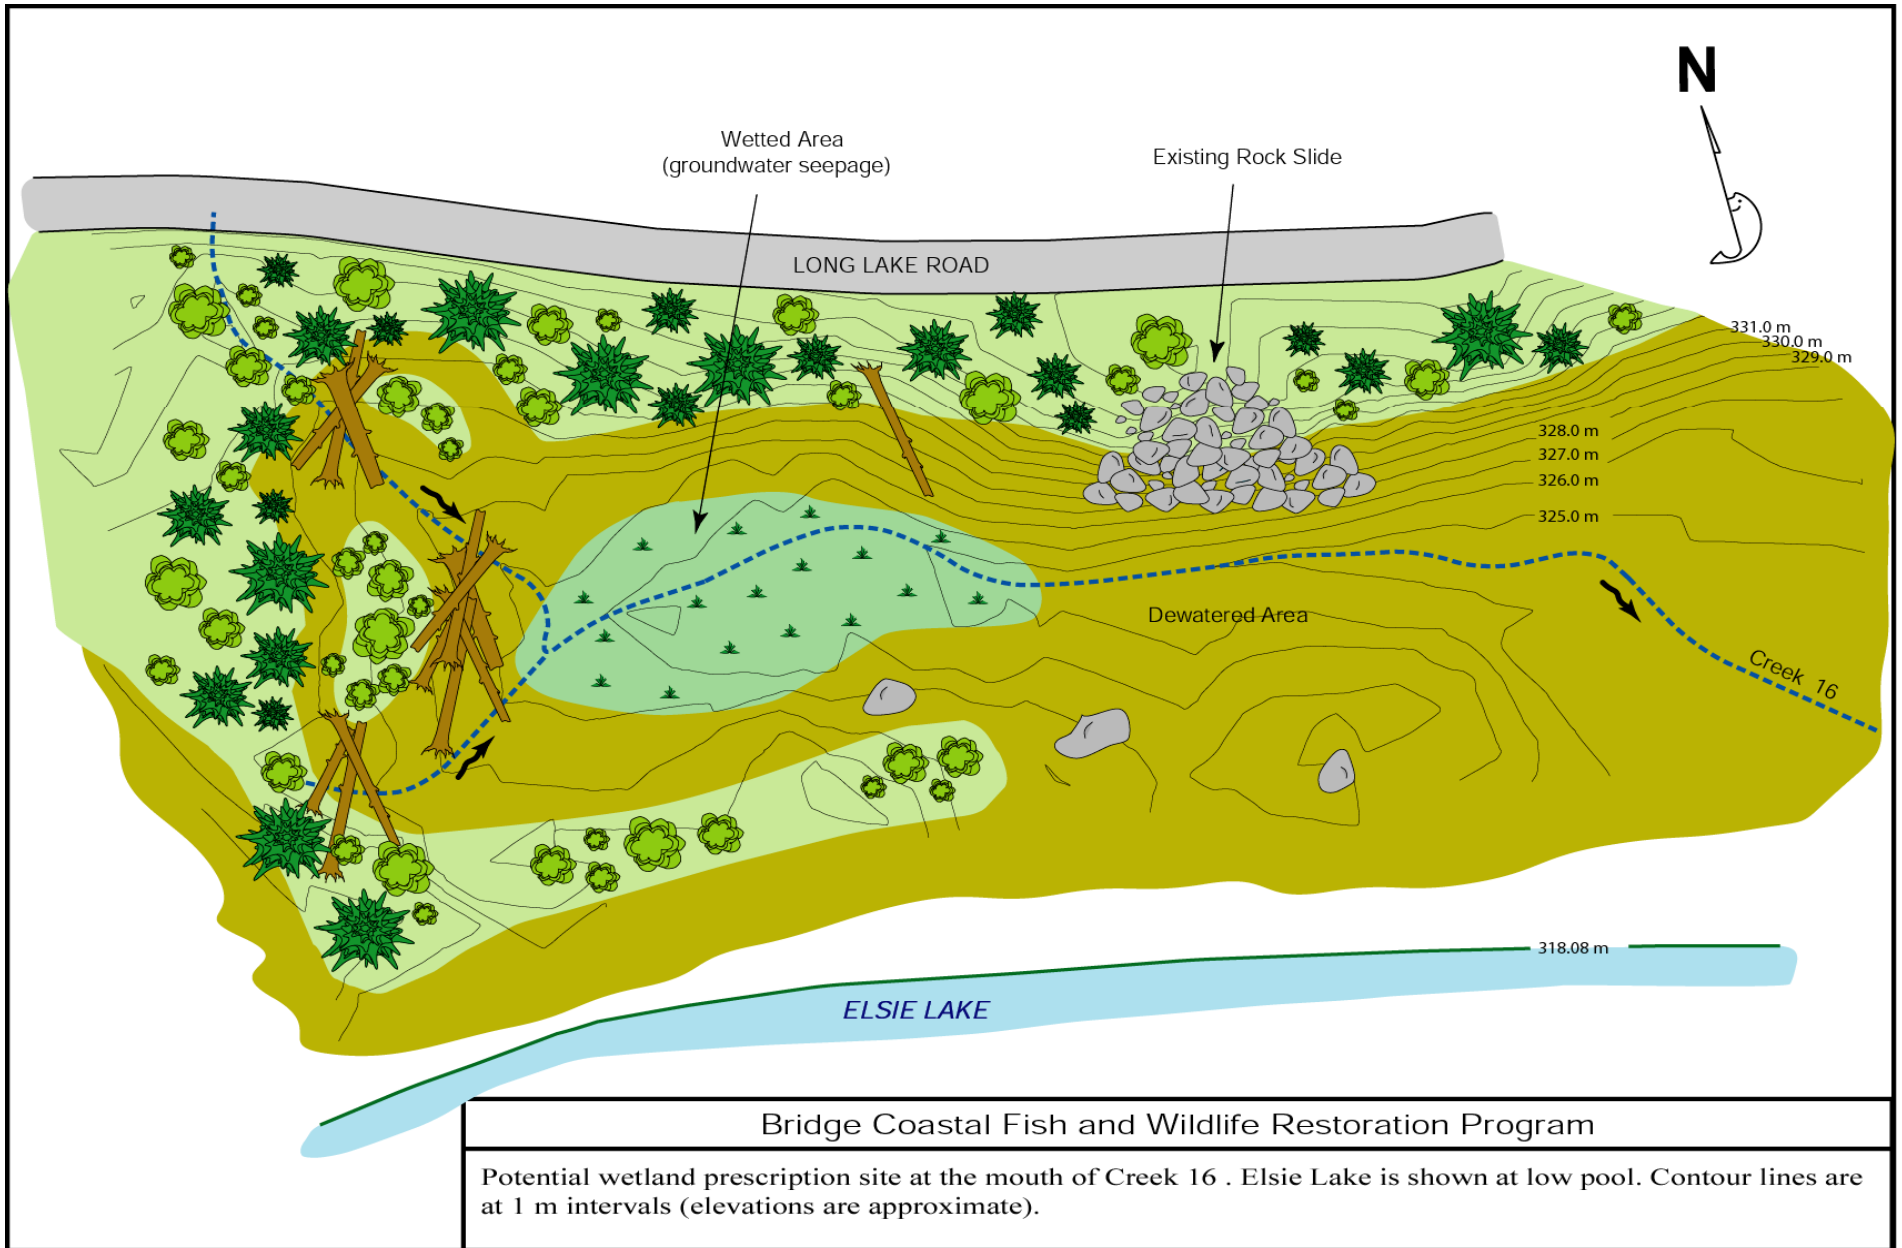 N
Wetted Area
(groundwater seepage)
Existing Rock Slide
LONG LAKE ROAD
331.0 m
330.0 m
329.0 m
328.0 m
327.0 m
326.0 m
325.0 m
Dewatered Area
Creek 16
318.08 m
ELSIE LAKE
Bridge Coastal Fish and Wildlife Restoration Program
Potential wetland prescription site at the mouth of Creek 16 . Elsie Lake is shown at low pool. Contour lines are
at 1 m intervals (elevations are approximate).